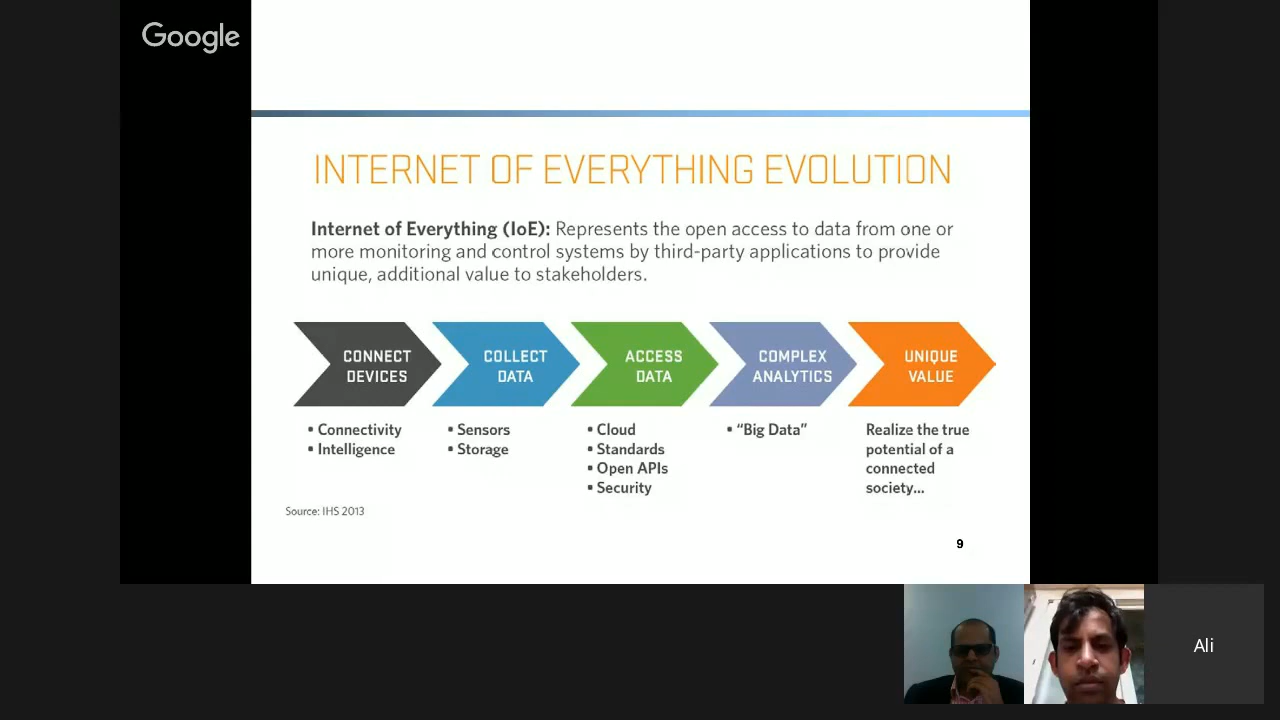 Google
INTERNET OF EVERYTHING EVOLUTION
Internet of Everything (IoE): Represents the open access to data from one or
more monitoring and control systems by third-party applications to provide
unique, additional value to stakeholders.
CONNECT
DEVICES
▪ Connectivity
▪ Intelligence
COLLECT
DATA
▪ Sensors
▪ Storage
ACCESS
DATA
▪ Cloud
▪ Standards
▪ Open APIs
▪ Security
COMPLEX
ANALYTICS
▪ “Big Data”
UNIQUE
VALUE
Realize the true
potential of a
connected
society...
Source: IHS 2013
9
Ali